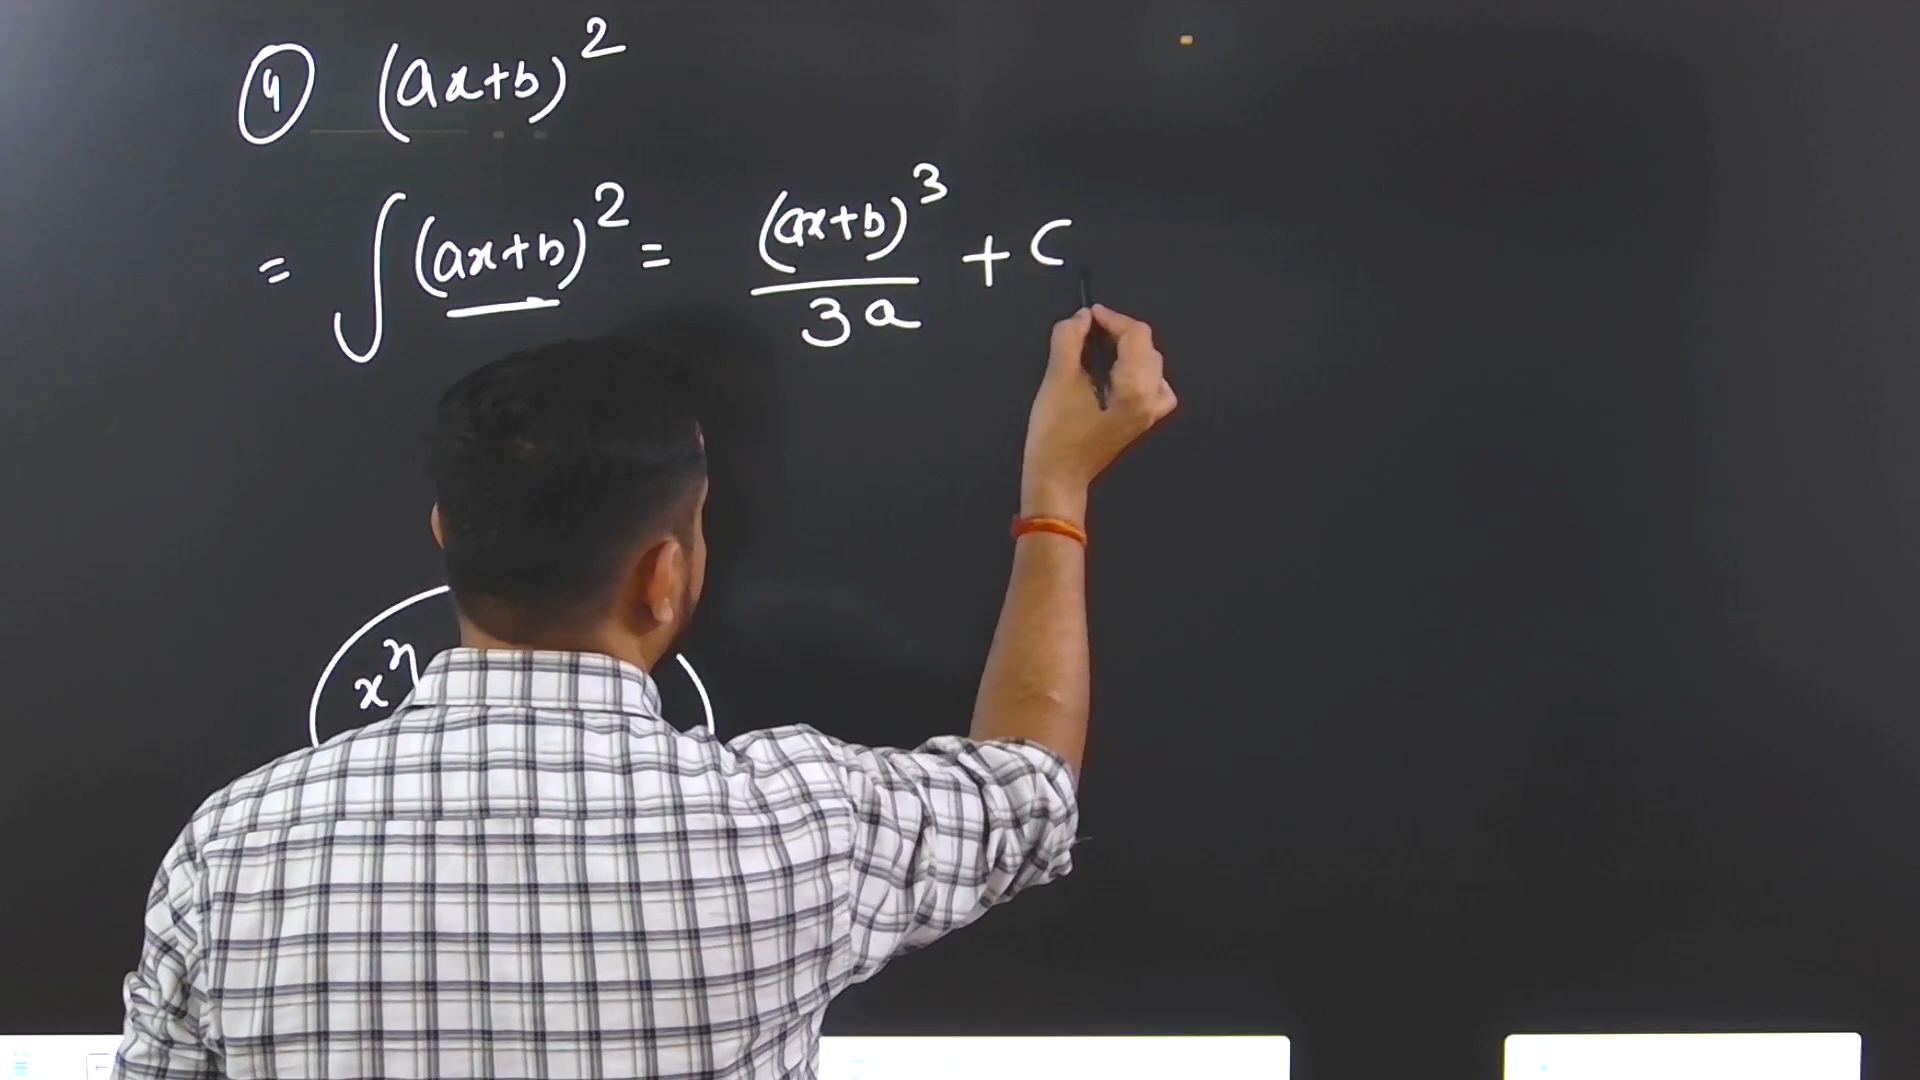 ④ (ax+b)²
= ∫(ax+b)² = (ax+b)³/3a + C
xⁿ